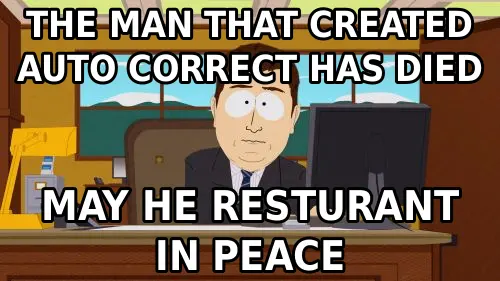 THE MAN THAT CREATED
AUTO CORRECT HAS DIED
MAY HE RESTURANT
IN PEACE